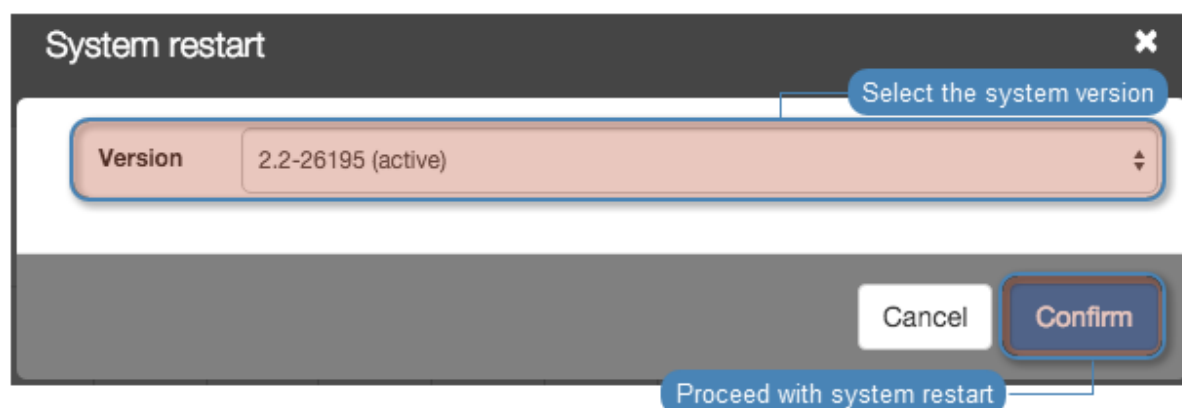 System restart
Select the system version
Version 2.2-26195 (active)
Cancel Confirm
Proceed with system restart